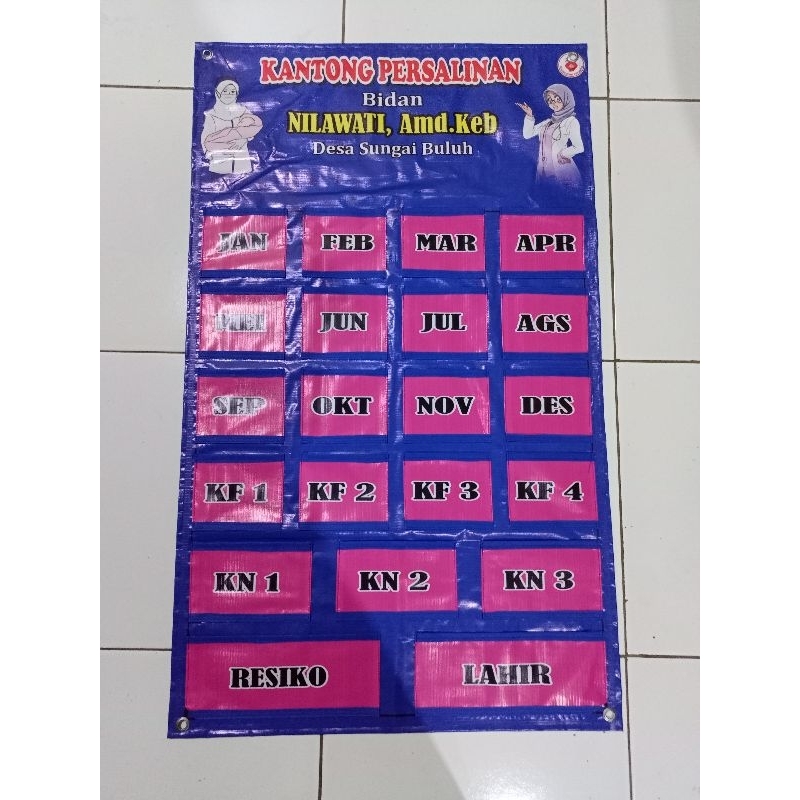 KANTONG PERSALINAN
Bidan
NILAWATI, Amd.Keb
Desa Sungai Buluh
JAN FEB MAR APR
MEI JUN JUL AGS
SEP OKT NOV DES
KF 1 KF 2 KF 3 KF 4
KN 1 KN 2 KN 3
RESIKO LAHIR